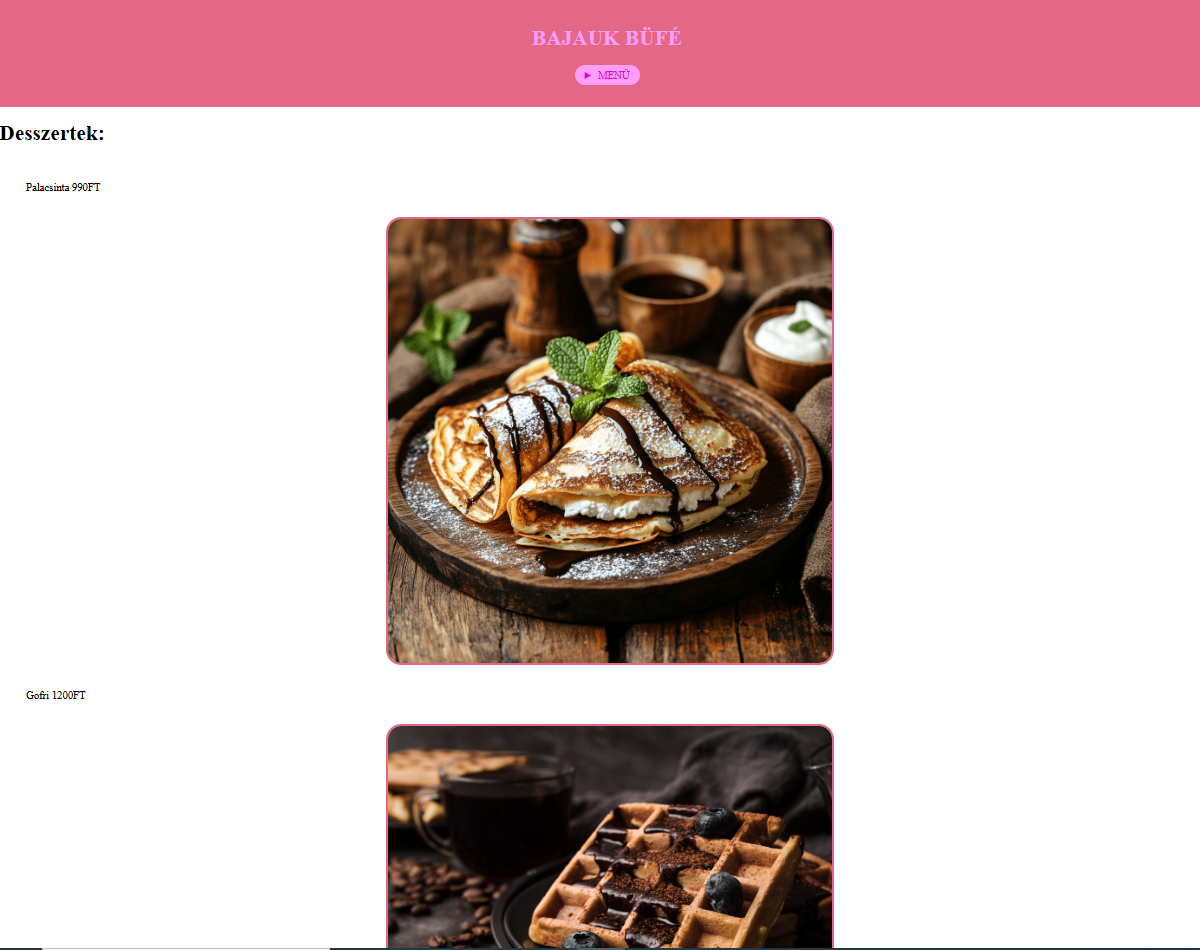 BAJAUK BÜFÉ
► MENÜ
Desszertek:
Palacsinta 990FT
Gofri 1200FT